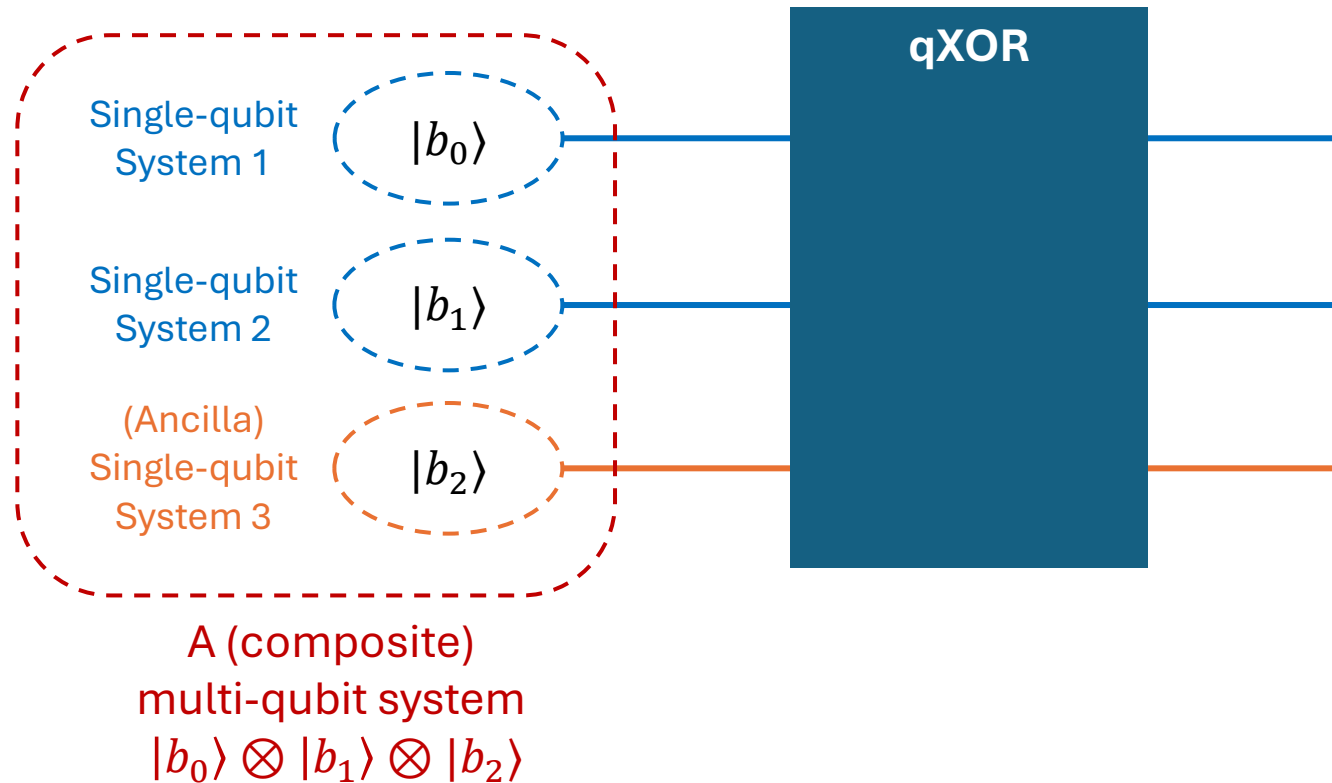 qXOR
Single-qubit
System 1
|b₀⟩
Single-qubit
System 2
|b₁⟩
(Ancilla)
Single-qubit
System 3
|b₂⟩
A (composite)
multi-qubit system
|b₀⟩ ⊗ |b₁⟩ ⊗ |b₂⟩